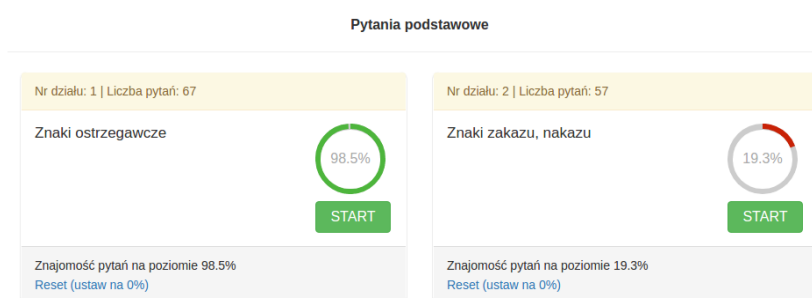 Pytania podstawowe
Nr działu: 1 | Liczba pytań: 67
Znaki ostrzegawcze
98.5%
START
Znajomość pytań na poziomie 98.5%
Reset (ustaw na 0%)
Nr działu: 2 | Liczba pytań: 57
Znaki zakazu, nakazu
19.3%
START
Znajomość pytań na poziomie 19.3%
Reset (ustaw na 0%)